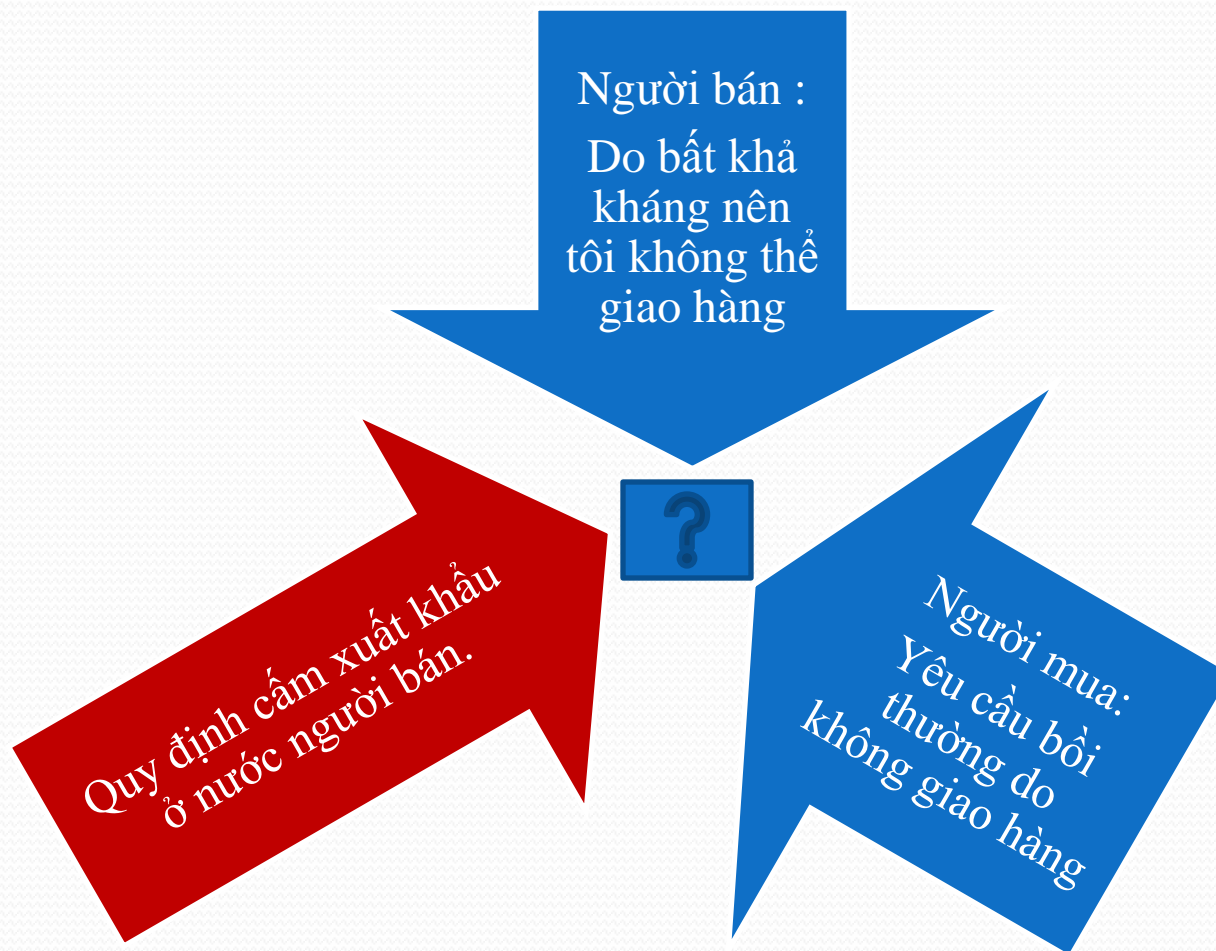 Người bán :
Do bất khả
kháng nên
tôi không thể
giao hàng
?
Quy định cấm xuất khẩu
ở nước người bán.
Người mua:
Yêu cầu bồi
thường do
không giao hàng